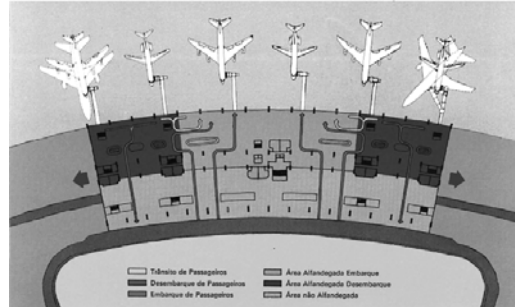 Trânsito de Passageiros
Desembarque de Passageiros
Embarque de Passageiros
Área Alfandegada Embarque
Área Alfandegada Desembarque
Área não Alfandegada